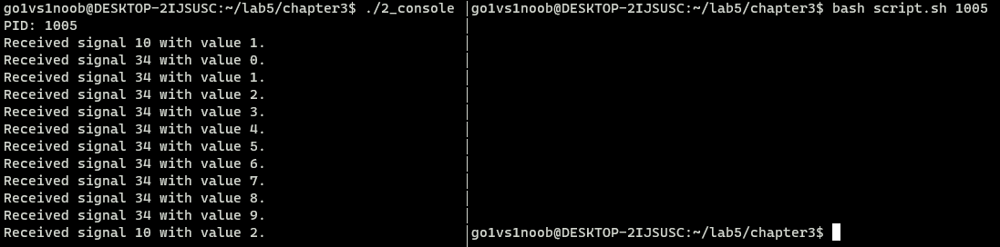 go1vs1noob@DESKTOP-2IJSUSC:~/lab5/chapter3$ ./2_console
PID: 1005
Received signal 10 with value 1.
Received signal 34 with value 0.
Received signal 34 with value 1.
Received signal 34 with value 2.
Received signal 34 with value 3.
Received signal 34 with value 4.
Received signal 34 with value 5.
Received signal 34 with value 6.
Received signal 34 with value 7.
Received signal 34 with value 8.
Received signal 34 with value 9.
Received signal 10 with value 2.
go1vs1noob@DESKTOP-2IJSUSC:~/lab5/chapter3$ bash script.sh 1005
go1vs1noob@DESKTOP-2IJSUSC:~/lab5/chapter3$